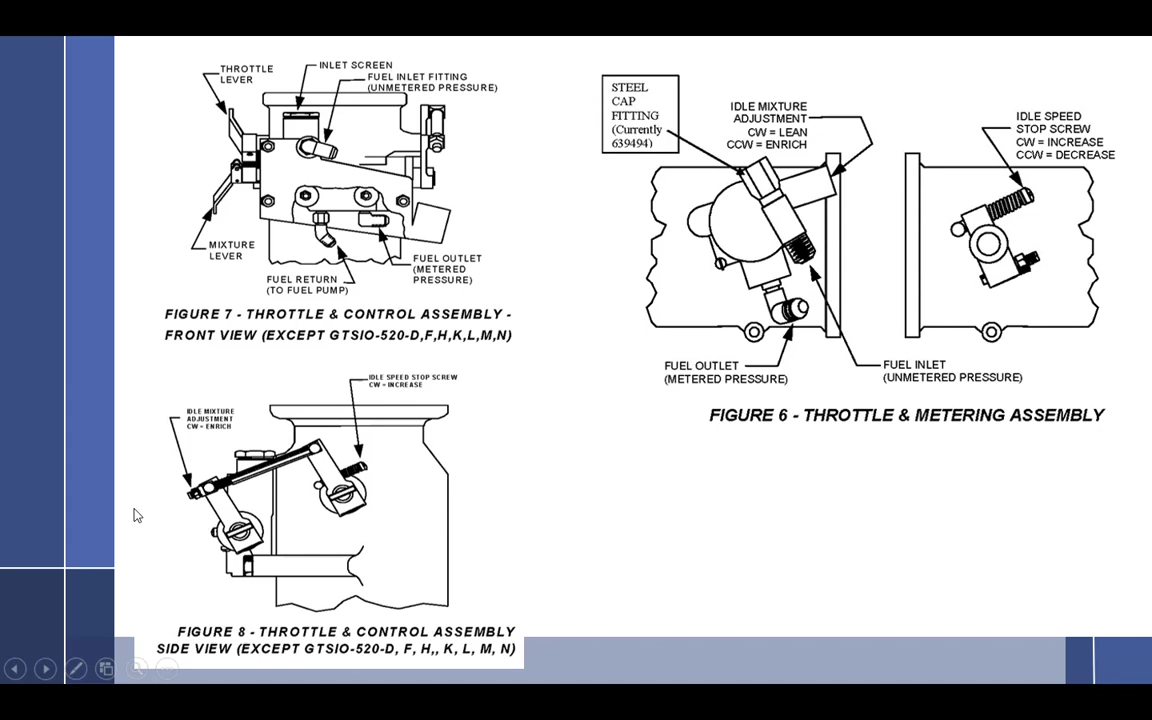 THROTTLE
LEVER
INLET SCREEN
FUEL INLET FITTING
(UNMETERED PRESSURE)
MIXTURE
LEVER
FUEL RETURN
(TO FUEL PUMP)
FUEL OUTLET
(METERED
PRESSURE)
FIGURE 7 - THROTTLE & CONTROL ASSEMBLY -
FRONT VIEW (EXCEPT GTSIO-520-D,F,H,K,L,M,N)
IDLE SPEED STOP SCREW
CW = INCREASE
IDLE MIXTURE
ADJUSTMENT
CW = ENRICH
FIGURE 8 - THROTTLE & CONTROL ASSEMBLY
SIDE VIEW (EXCEPT GTSIO-520-D, F, H,, K, L, M, N)
STEEL
CAP
FITTING
(Currently
639494)
IDLE MIXTURE
ADJUSTMENT
CW = LEAN
CCW = ENRICH
IDLE SPEED
STOP SCREW
CW = INCREASE
CCW = DECREASE
FUEL OUTLET
(METERED PRESSURE)
FUEL INLET
(UNMETERED PRESSURE)
FIGURE 6 - THROTTLE & METERING ASSEMBLY